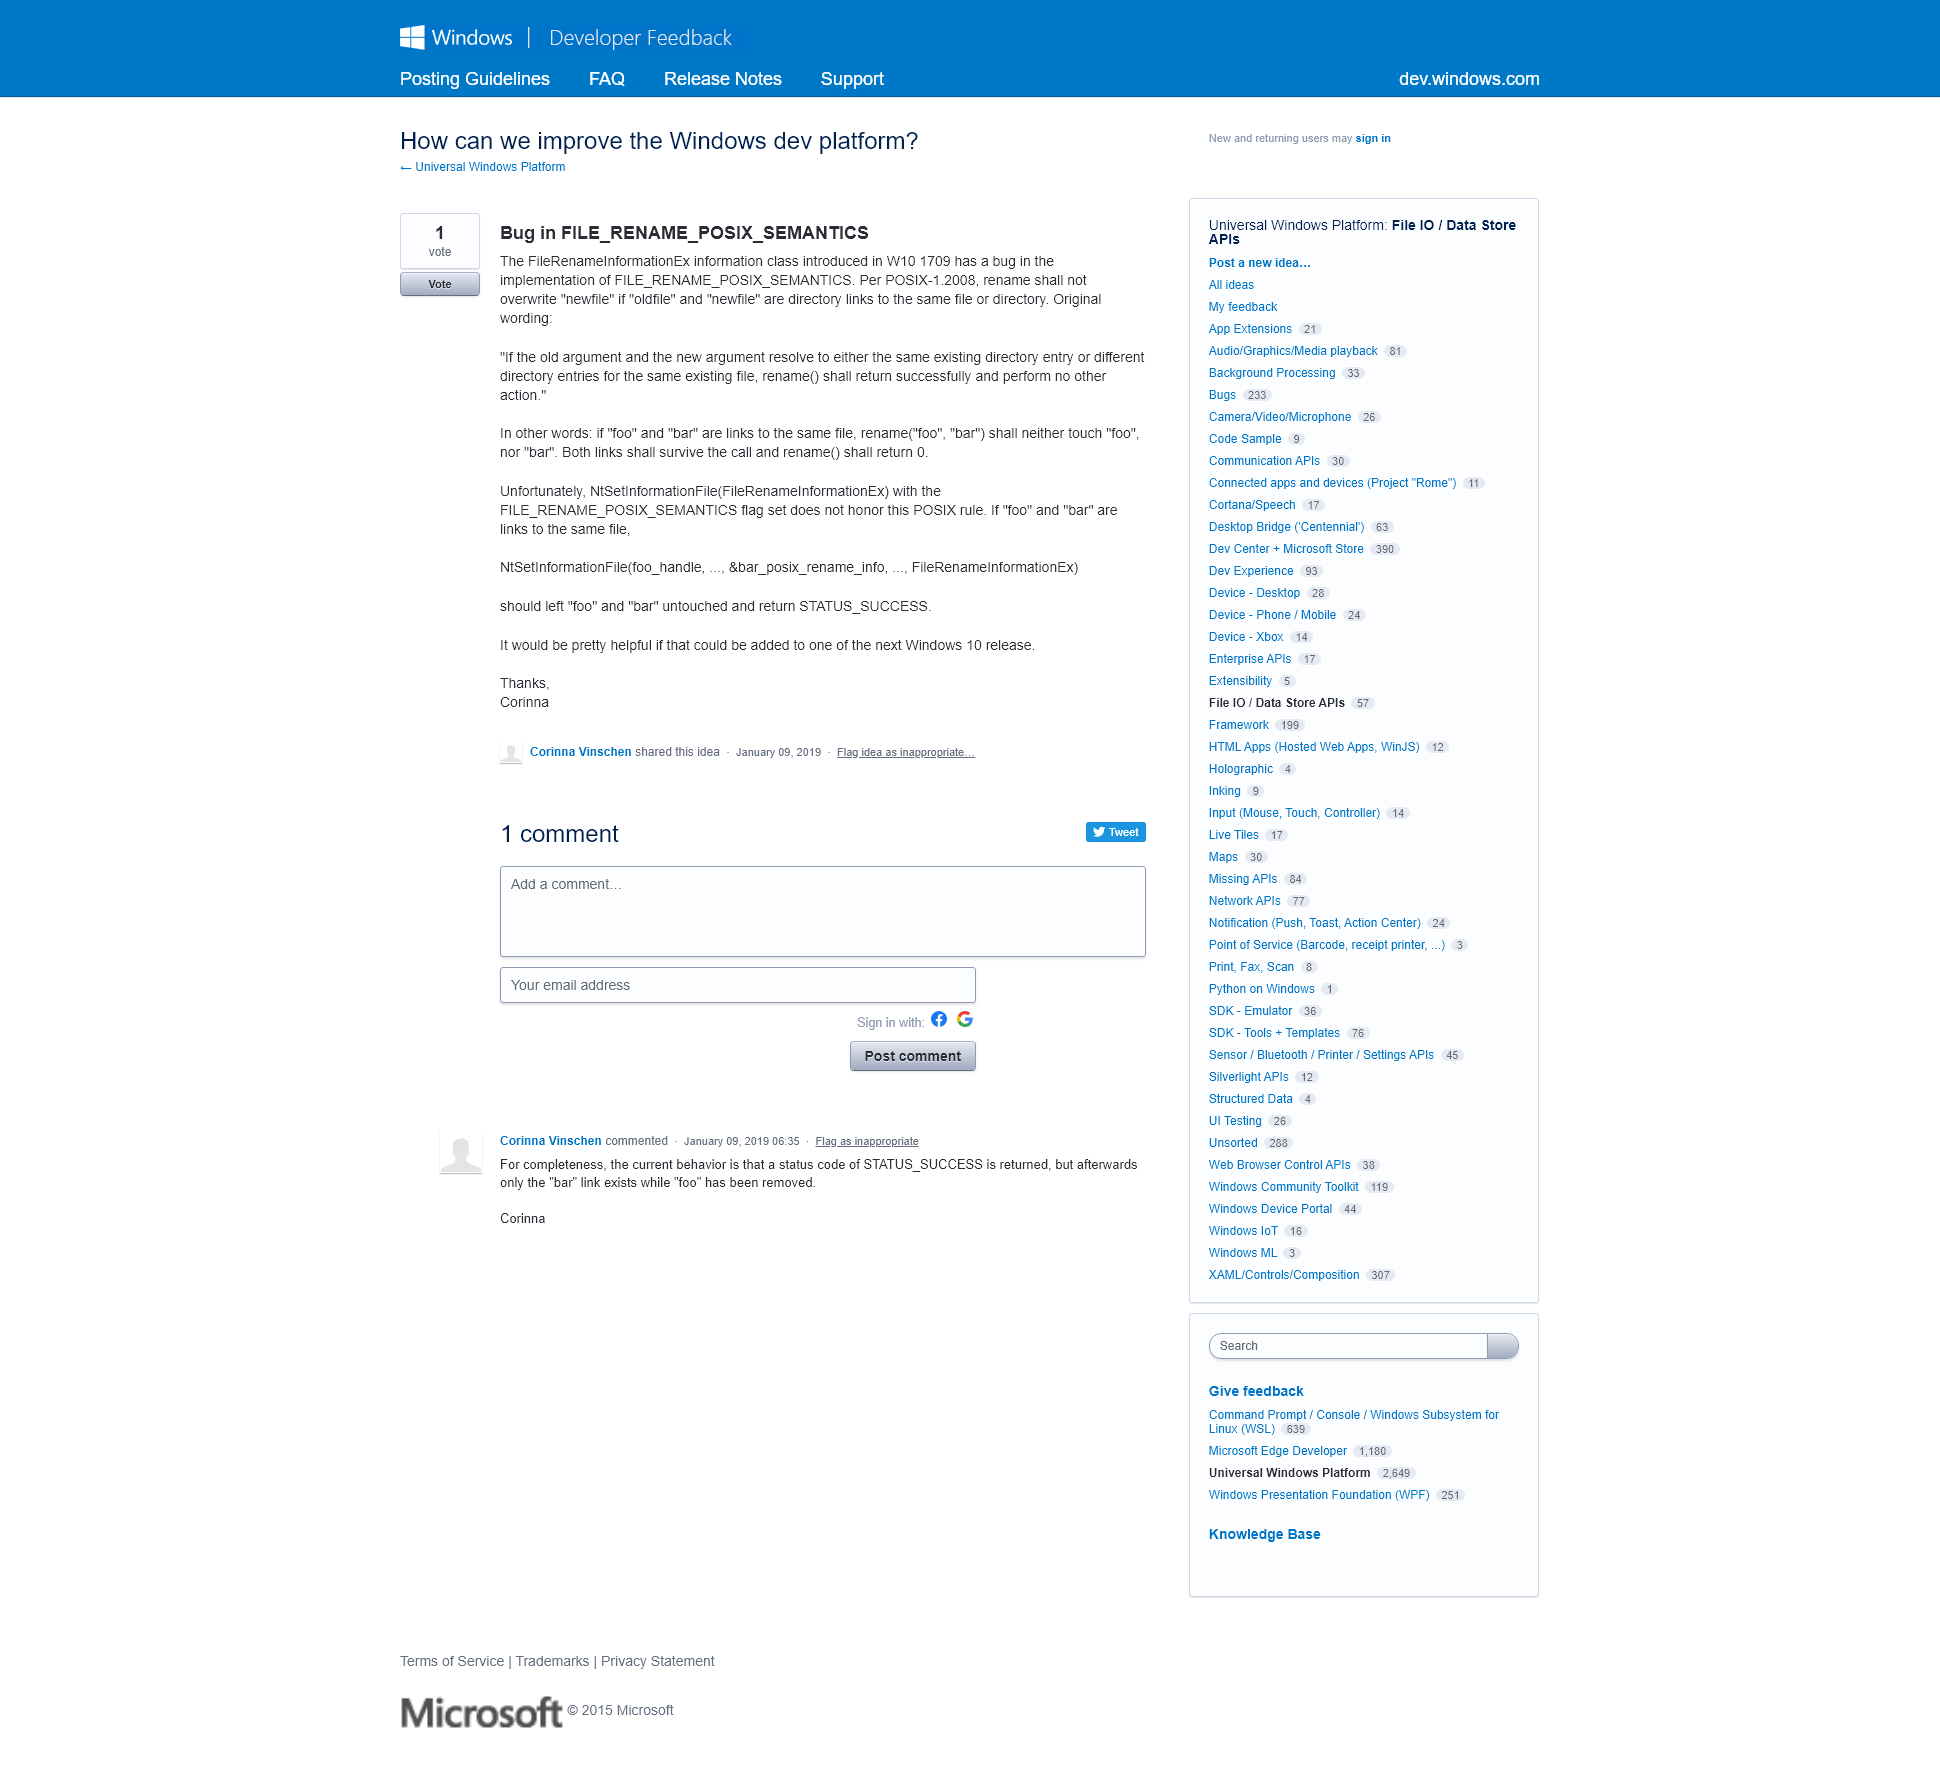 Windows | Developer Feedback
Posting Guidelines FAQ Release Notes Support dev.windows.com
How can we improve the Windows dev platform?
← Universal Windows Platform
New and returning users may sign in
1
vote
Vote
Bug in FILE_RENAME_POSIX_SEMANTICS
The FileRenameInformationEx information class introduced in W10 1709 has a bug in the
implementation of FILE_RENAME_POSIX_SEMANTICS. Per POSIX-1.2008, rename shall not
overwrite "newfile" if "oldfile" and "newfile" are directory links to the same file or directory. Original
wording:
"If the old argument and the new argument resolve to either the same existing directory entry or different
directory entries for the same existing file, rename() shall return successfully and perform no other
action."
In other words: if "foo" and "bar" are links to the same file, rename("foo", "bar") shall neither touch "foo",
nor "bar". Both links shall survive the call and rename() shall return 0.
Unfortunately, NtSetInformationFile(FileRenameInformationEx) with the
FILE_RENAME_POSIX_SEMANTICS flag set does not honor this POSIX rule. If "foo" and "bar" are
links to the same file,
NtSetInformationFile(foo_handle, ..., &bar_posix_rename_info, ..., FileRenameInformationEx)
should left "foo" and "bar" untouched and return STATUS_SUCCESS.
It would be pretty helpful if that could be added to one of the next Windows 10 release.
Thanks,
Corinna
Corinna Vinschen shared this idea · January 09, 2019 · Flag idea as inappropriate…
1 comment
Tweet
Add a comment…
Your email address
Sign in with:
Post comment
Corinna Vinschen commented · January 09, 2019 06:35 · Flag as inappropriate
For completeness, the current behavior is that a status code of STATUS_SUCCESS is returned, but afterwards
only the "bar" link exists while "foo" has been removed.
Corinna
Universal Windows Platform: File IO / Data Store
APIs
Post a new idea…
All ideas
My feedback
App Extensions 21
Audio/Graphics/Media playback 81
Background Processing 33
Bugs 233
Camera/Video/Microphone 26
Code Sample 9
Communication APIs 30
Connected apps and devices (Project "Rome") 11
Cortana/Speech 17
Desktop Bridge ('Centennial') 63
Dev Center + Microsoft Store 390
Dev Experience 93
Device - Desktop 28
Device - Phone / Mobile 24
Device - Xbox 14
Enterprise APIs 17
Extensibility 5
File IO / Data Store APIs 57
Framework 199
HTML Apps (Hosted Web Apps, WinJS) 12
Holographic 4
Inking 9
Input (Mouse, Touch, Controller) 14
Live Tiles 17
Maps 30
Missing APIs 84
Network APIs 77
Notification (Push, Toast, Action Center) 24
Point of Service (Barcode, receipt printer, ...) 3
Print, Fax, Scan 8
Python on Windows 1
SDK - Emulator 36
SDK - Tools + Templates 76
Sensor / Bluetooth / Printer / Settings APIs 45
Silverlight APIs 12
Structured Data 4
UI Testing 26
Unsorted 288
Web Browser Control APIs 38
Windows Community Toolkit 119
Windows Device Portal 44
Windows IoT 16
Windows ML 3
XAML/Controls/Composition 307
Search
Give feedback
Command Prompt / Console / Windows Subsystem for
Linux (WSL) 639
Microsoft Edge Developer 1,180
Universal Windows Platform 2,649
Windows Presentation Foundation (WPF) 251
Knowledge Base
Terms of Service | Trademarks | Privacy Statement
Microsoft © 2015 Microsoft